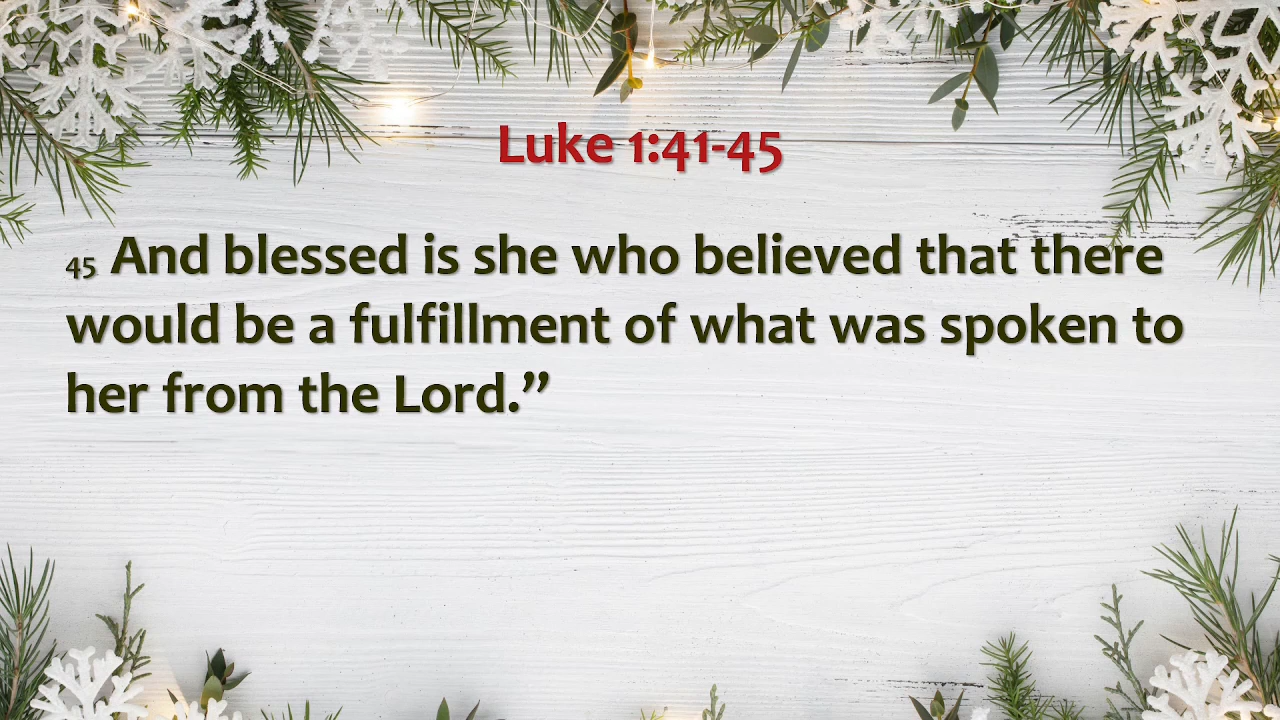 Luke 1:41-45
45 And blessed is she who believed that there
would be a fulfillment of what was spoken to
her from the Lord.”